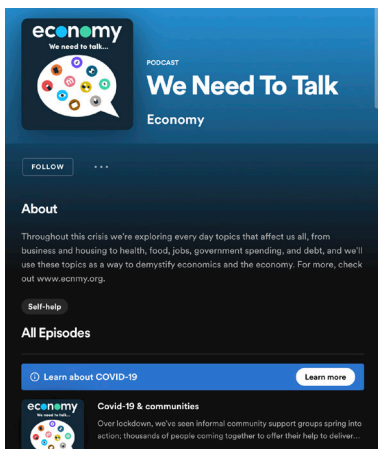 economy
We need to talk...
PODCAST
We Need To Talk
Economy
FOLLOW
About
Throughout this crisis we're exploring every day topics that affect us all, from
business and housing to health, food, jobs, government spending, and debt, and we'll
use these topics as a way to demystify economics and the economy. For more, check
out www.ecnmy.org.
Self-help
All Episodes
Learn about COVID-19
Learn more
economy
We need to talk...
Covid-19 & communities
Over lockdown, we've seen informal community support groups spring into
action; thousands of people coming together to offer their help to deliver...